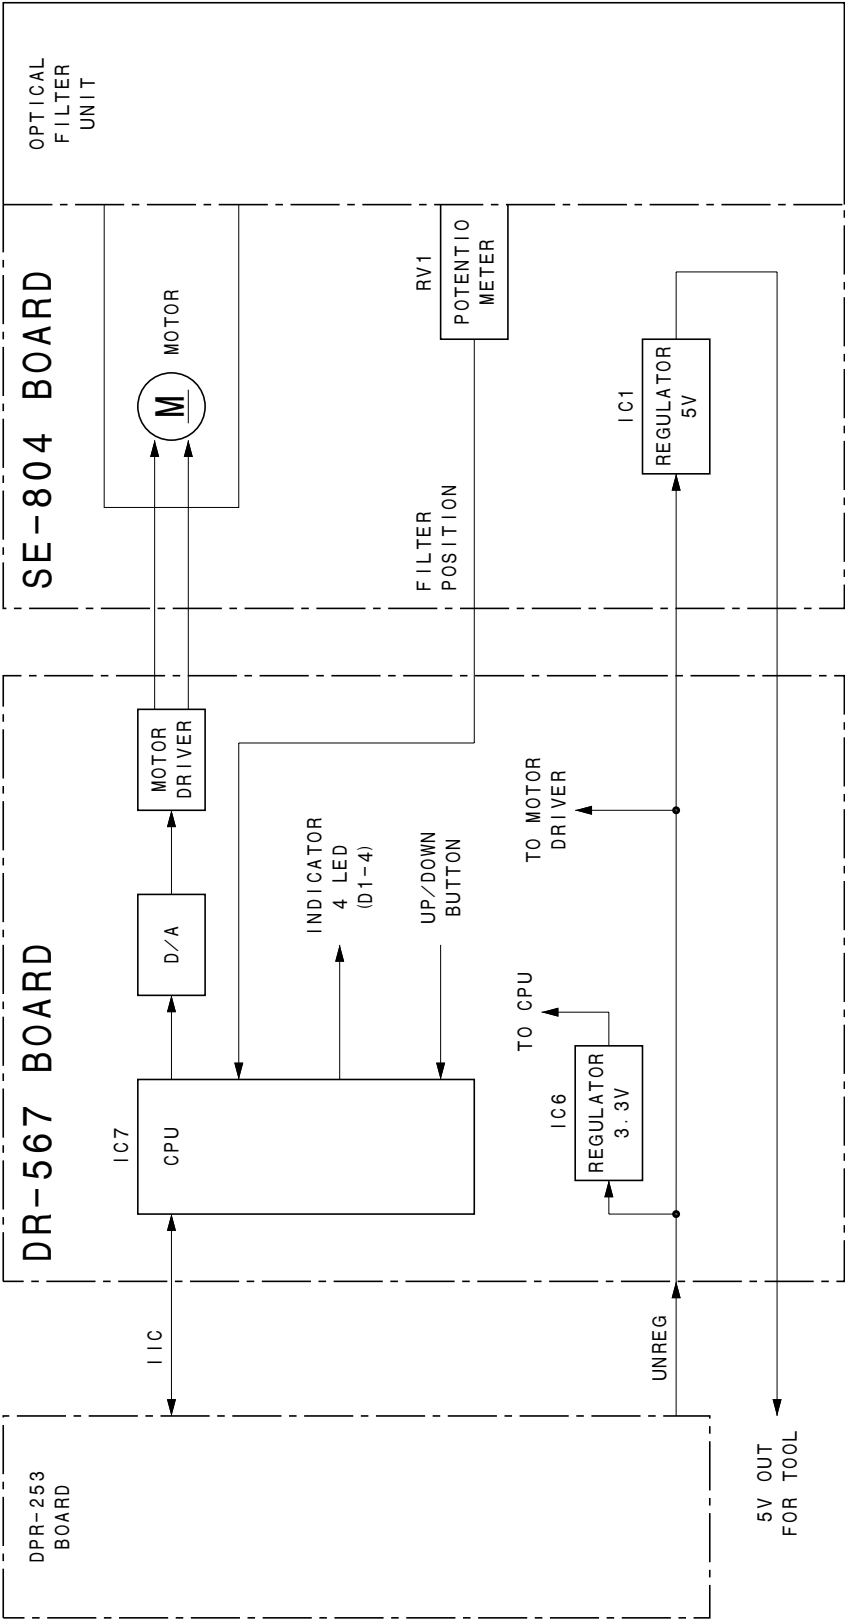 DPR-253
BOARD
IIC
UNREG
5V OUT
FOR TOOL
DR-567 BOARD
IC7
CPU
D/A
MOTOR
DRIVER
INDICATOR
4 LED
(D1-4)
UP/DOWN
BUTTON
TO CPU
IC6
REGULATOR
3.3V
TO MOTOR
DRIVER
SE-804 BOARD
M
MOTOR
FILTER
POSITION
RV1
POTENTIO
METER
IC1
REGULATOR
5V
OPTICAL
FILTER
UNIT